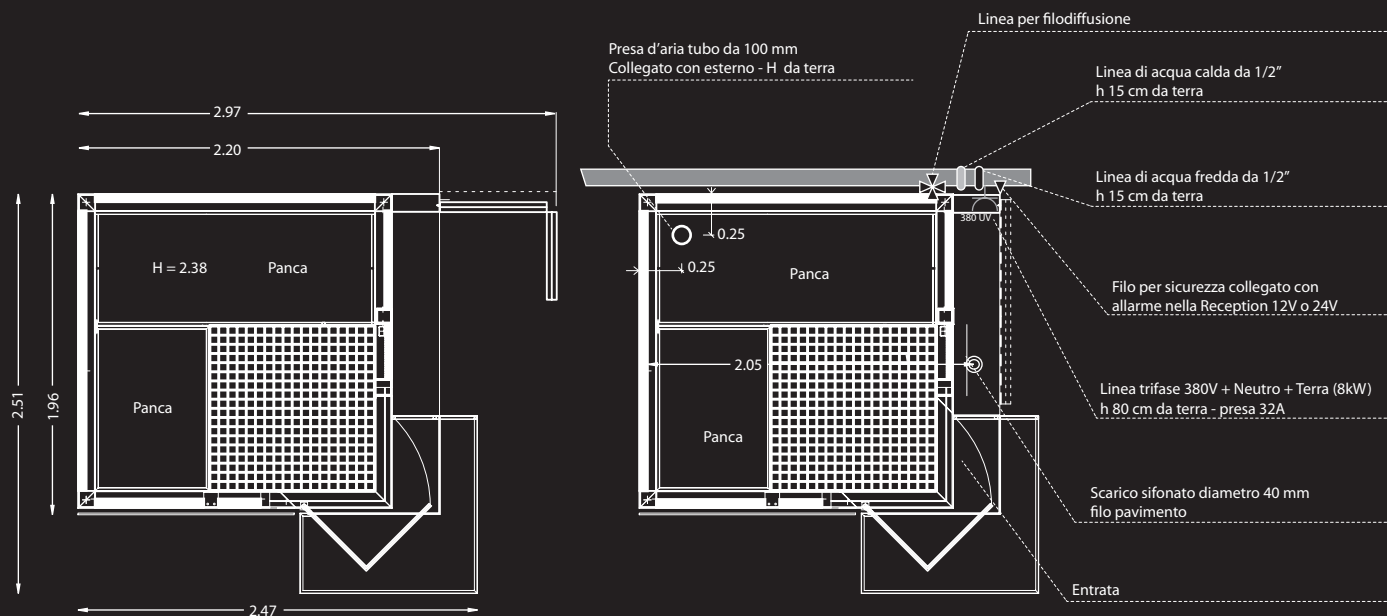 Linea per filodiffusione
Presa d’aria tubo da 100 mm
Collegato con esterno - H da terra
Linea di acqua calda da 1/2”
h 15 cm da terra
2.97
2.20
Linea di acqua fredda da 1/2”
h 15 cm da terra
380 UV
0.25
H = 2.38
Panca
0.25
Panca
Filo per sicurezza collegato con
allarme nella Reception 12V o 24V
2.51
1.96
2.05
Linea trifase 380V + Neutro + Terra (8kW)
h 80 cm da terra - presa 32A
Panca
Panca
Scarico sifonato diametro 40 mm
filo pavimento
Entrata
2.47